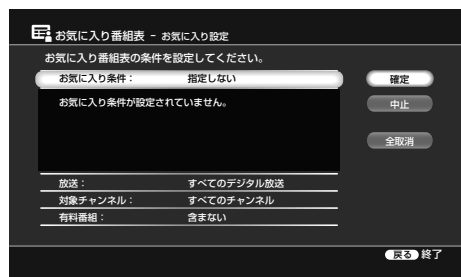 お気に入り番組表 - お気に入り設定
お気に入り番組表の条件を設定してください。
お気に入り条件： 指定しない
確定
お気に入り条件が設定されていません。
中止
全取消
放送： すべてのデジタル放送
対象チャンネル： すべてのチャンネル
有料番組： 含まない
戻る 終了